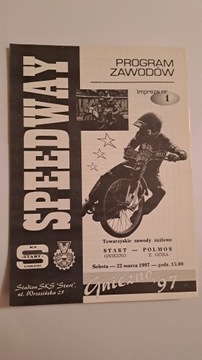 SPEEDWAY
PROGRAM
ZAWODÓW
Impreza nr 1
START
Towarzyskie zawody żużlowe
START — POLMOS
GNIEZNO Z. GÓRA
Sobota — 22 marca 1997 — godz. 15.00
Stadion SKS "Start",
ul. Wrzesińska 25
Gniezno 97